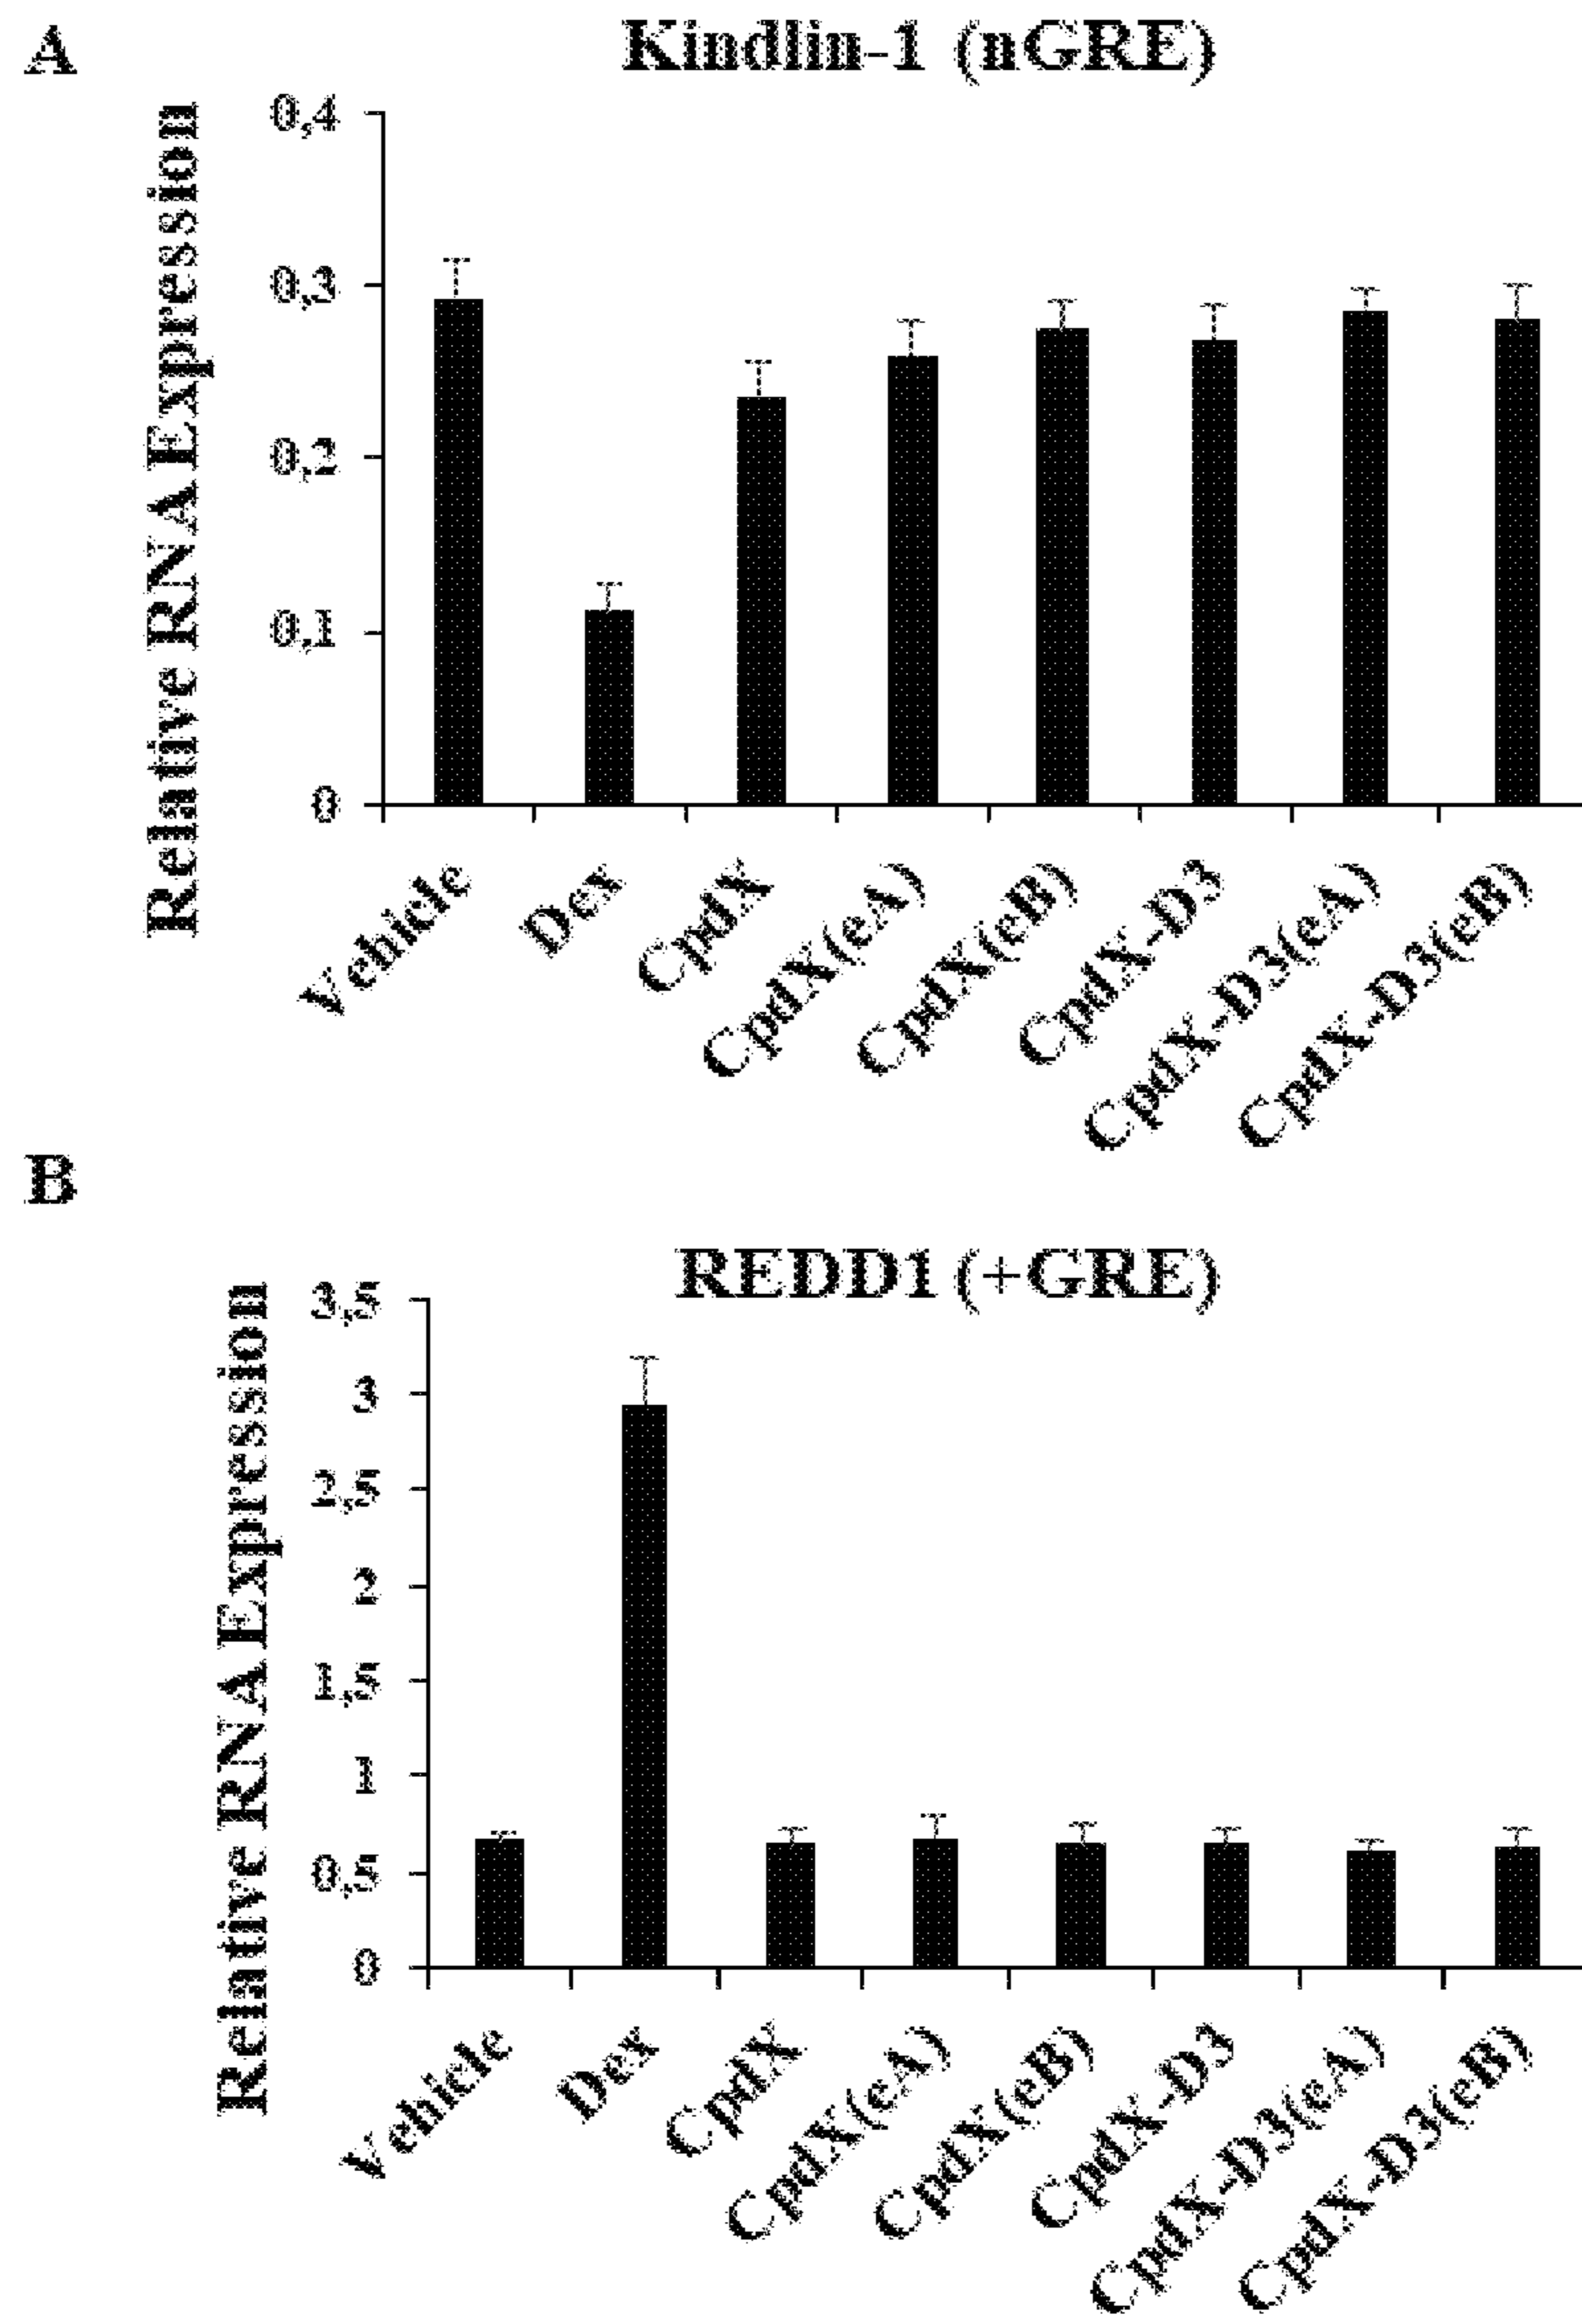 A
Kindlin-1 (nGRE)
Relative RNA Expression
0,4
0,3
0,2
0,1
0
Vehicle
Dex
CpdX
CpdX(eA)
CpdX(eB)
CpdX-D3
CpdX-D3(eA)
CpdX-D3(eB)
B
REDD1 (+GRE)
Relative RNA Expression
3,5
3
2,5
2
1,5
1
0,5
0
Vehicle
Dex
CpdX
CpdX(eA)
CpdX(eB)
CpdX-D3
CpdX-D3(eA)
CpdX-D3(eB)